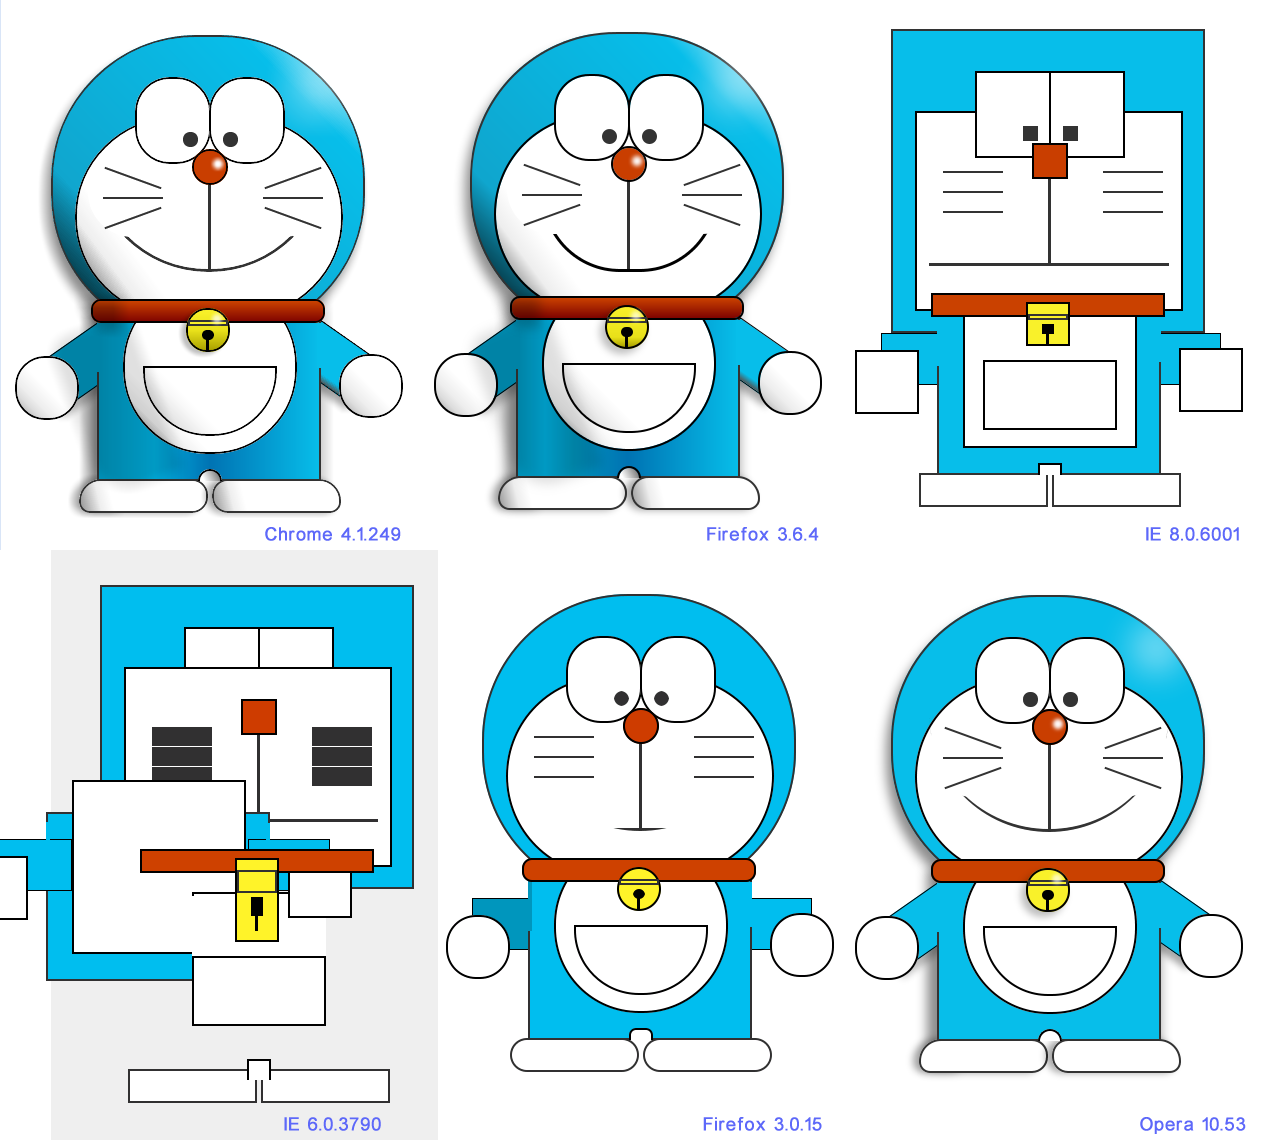 Chrome 4.1.249
Firefox 3.6.4
IE 8.0.6001
IE 6.0.3790
Firefox 3.0.15
Opera 10.53